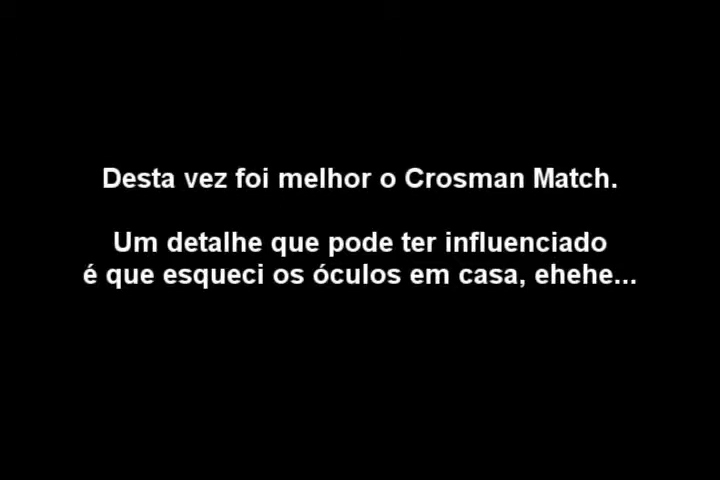 Desta vez foi melhor o Crosman Match.
Um detalhe que pode ter influenciado
é que esqueci os óculos em casa, ehehe...